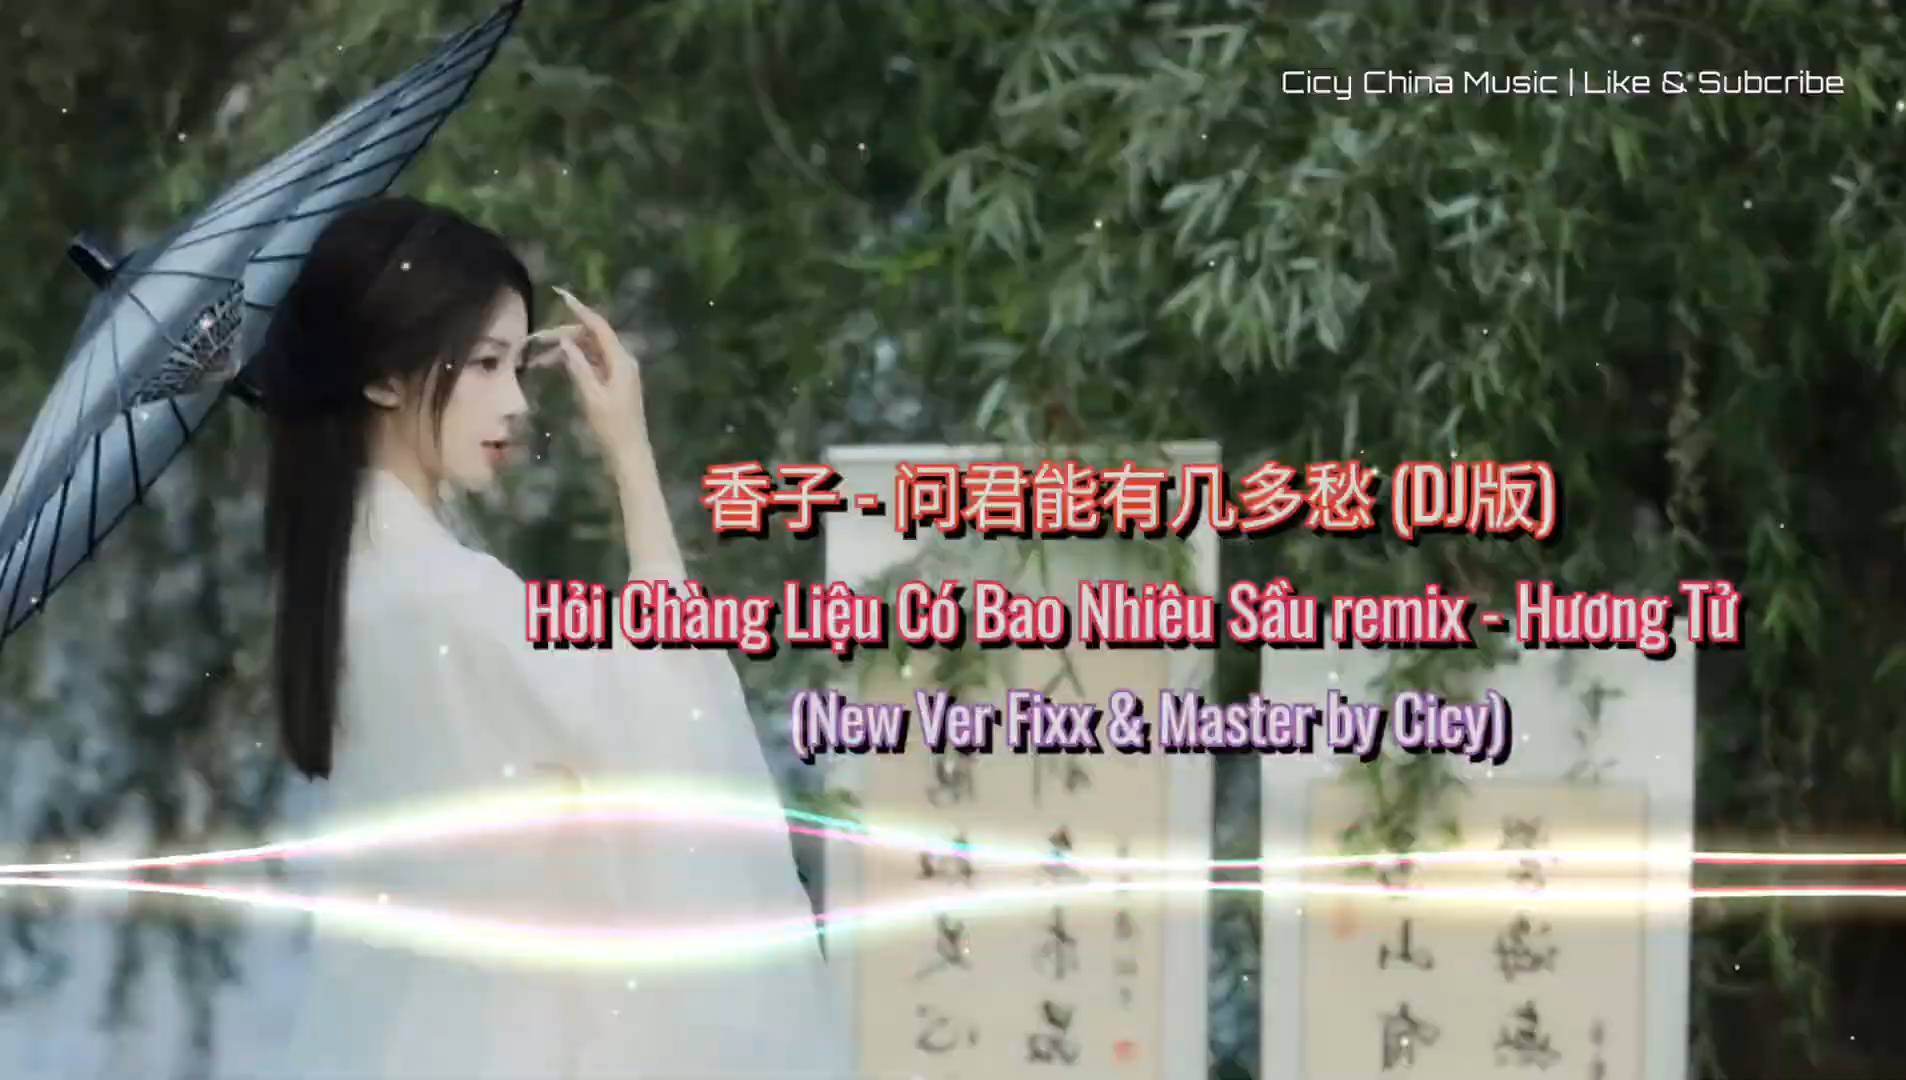 Cicy China Music | Like & Subcribe
香子 - 问君能有几多愁 (DJ版)
Hỏi Chàng Liệu Có Bao Nhiêu Sầu remix - Hương Tử
(New Ver Fixx & Master by Cicy)